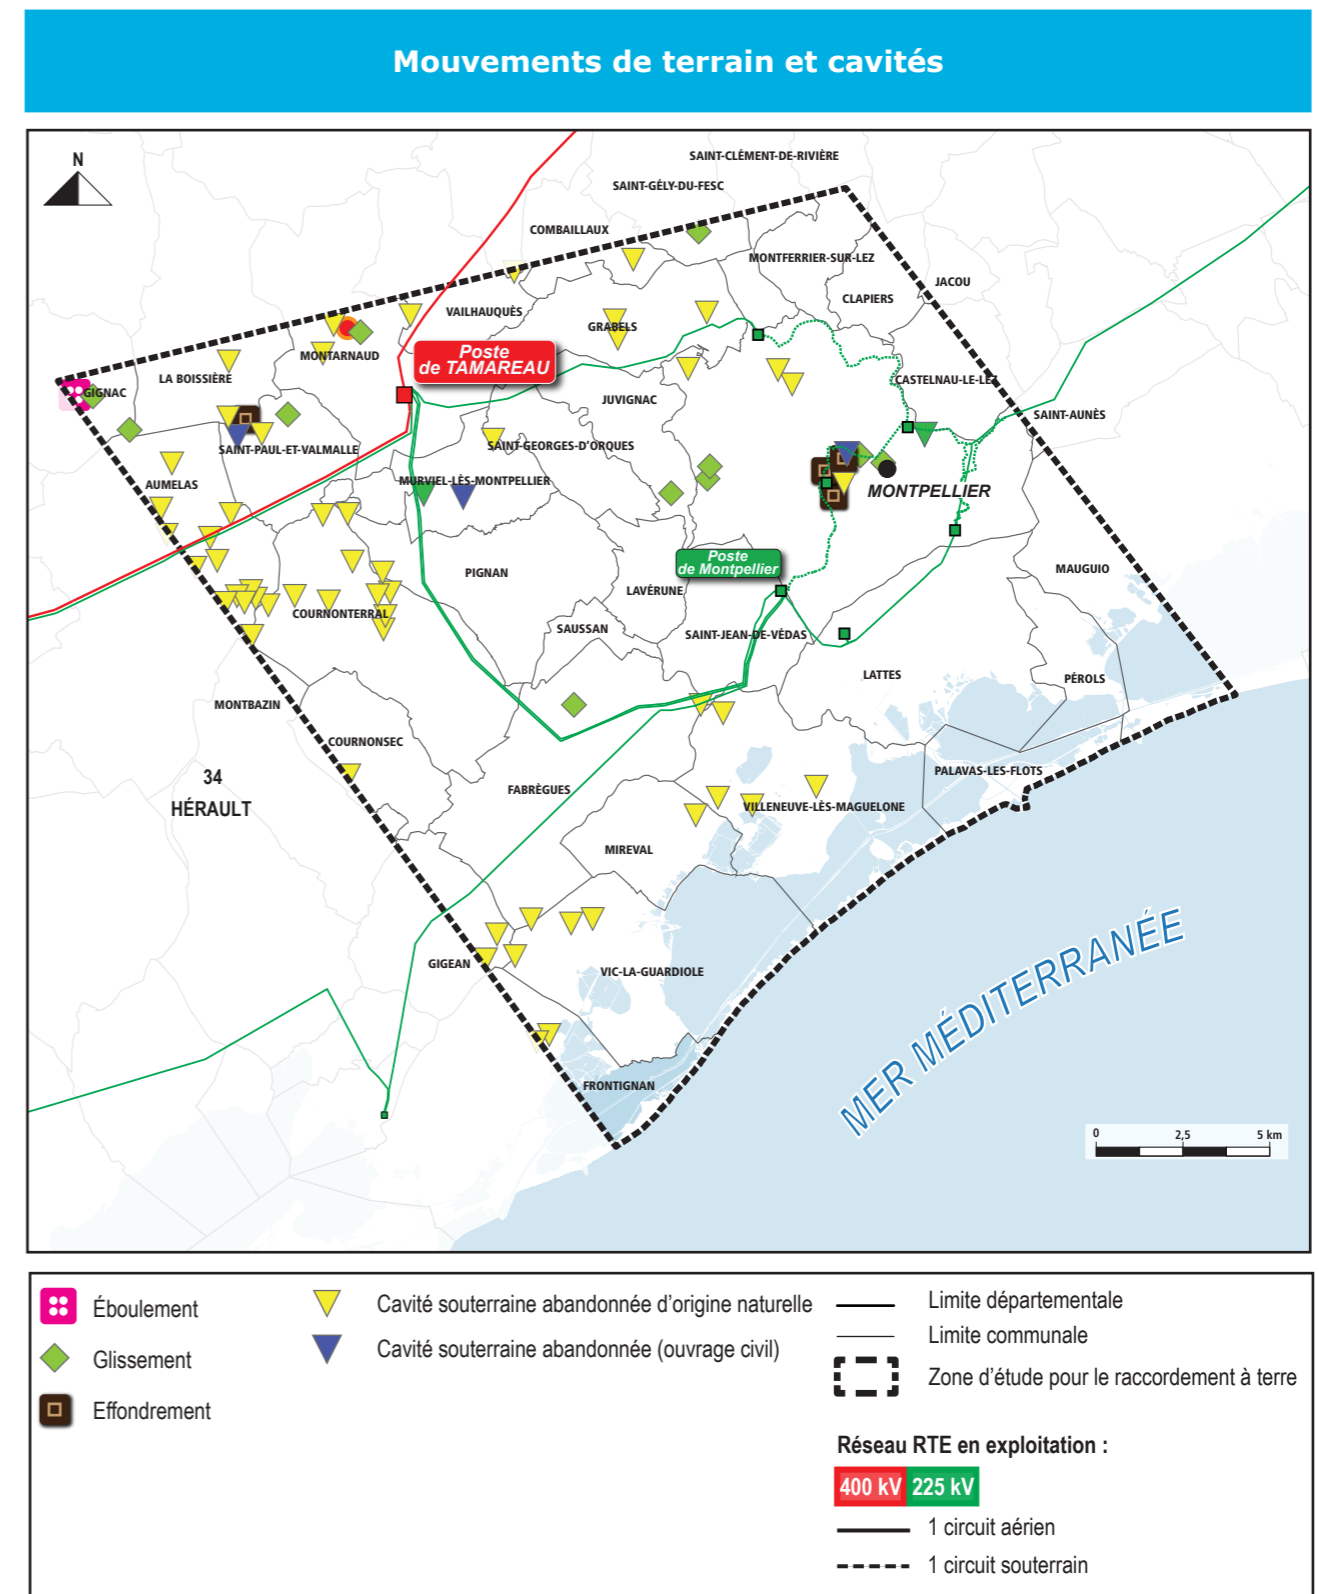 Mouvements de terrain et cavités
N
SAINT-CLÉMENT-DE-RIVIÈRE
SAINT-GÉLY-DU-FESC
COMBAILLAUX
MONTFERRIER-SUR-LEZ
JACOU
CLAPIERS
VAILHAUQUÈS
GRABELS
MONTARNAUD
Poste
de TAMAREAU
LA BOISSIÈRE
CASTELNAU-LE-LEZ
GIGNAC
JUVIGNAC
SAINT-AUNÈS
SAINT-GEORGES-D'ORQUES
SAINT-PAUL-ET-VALMALLE
MURVIEL-LÈS-MONTPELLIER
AUMELAS
MONTPELLIER
Poste
de Montpellier
MAUGUIO
PIGNAN
LAVÉRUNE
COURNONTERRAL
SAUSSAN
SAINT-JEAN-DE-VÉDAS
LATTES
PÉROLS
MONTBAZIN
COURNONSEC
PALAVAS-LES-FLOTS
34
HÉRAULT
FABRÈGUES
VILLENEUVE-LÈS-MAGUELONE
MIREVAL
GIGEAN
VIC-LA-GUARDIOLE
MER MÉDITERRANÉE
FRONTIGNAN
0 2,5 5 km
Éboulement
Glissement
Effondrement
Cavité souterraine abandonnée d'origine naturelle
Cavité souterraine abandonnée (ouvrage civil)
Limite départementale
Limite communale
Zone d'étude pour le raccordement à terre
Réseau RTE en exploitation :
400 kV 225 kV
1 circuit aérien
1 circuit souterrain